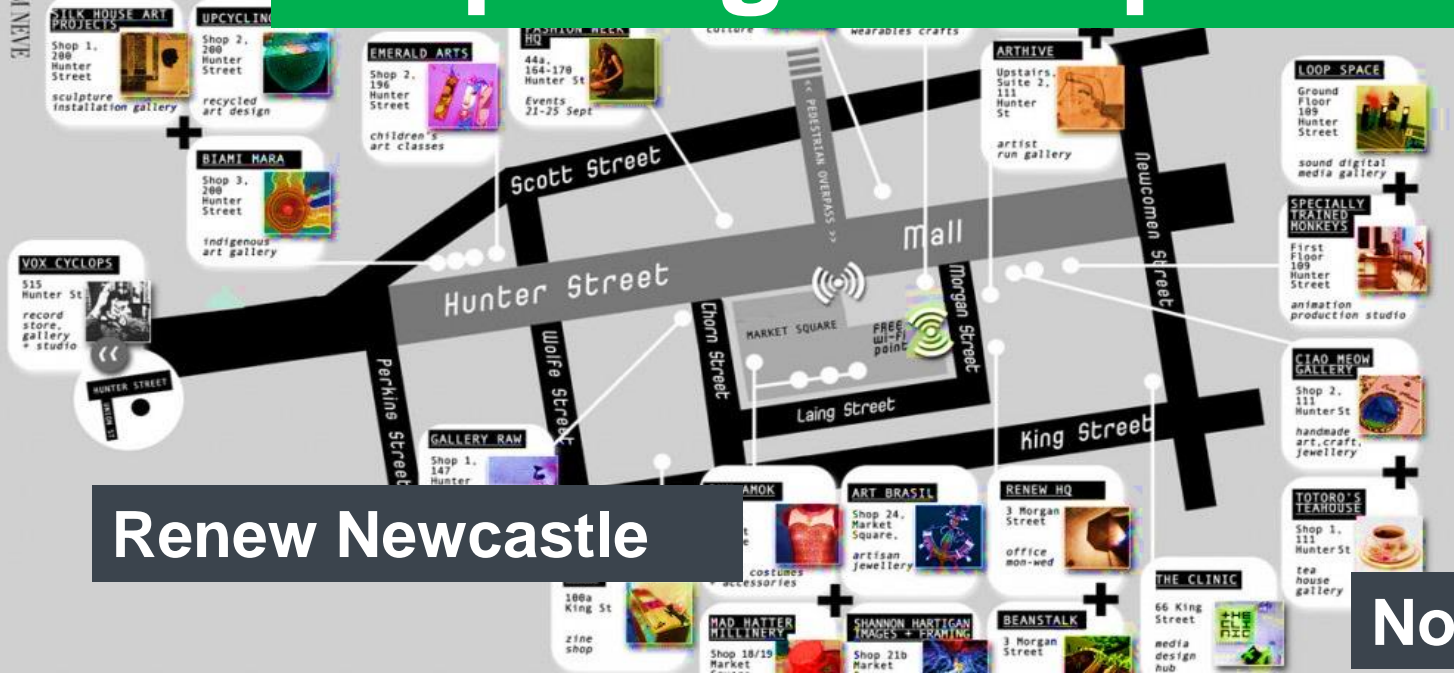 SILK HOUSE ART
PROJECTS
Shop 1,
200
Hunter
Street
sculpture
installation gallery
Shop 2,
200
Hunter
Street
recycled
art design
BIAMI MARA
Shop 3,
200
Hunter
Street
indigenous
art gallery
EMERALD ARTS
Shop 2,
196
Hunter
Street
children's
art classes
FASHION WEEK
HQ
44a,
164-170
Hunter St
Events
21-25 Sept
culture
wearables crafts
ARTHIVE
Upstairs,
Suite 2,
111
Hunter
St
artist
run gallery
LOOP SPACE
Ground
Floor
109
Hunter
Street
sound digital
media gallery
SPECIALLY
TRAINED
MONKEYS
First
Floor
109
Hunter
Street
animation
production studio
VOX CYCLOPS
515
Hunter St
record
store,
gallery
+ studio
HUNTER STREET
UNION ST
Scott Street
<< PEDESTRIAN OVERPASS >>
Hunter Street
Mall
Newcomen Street
Perkins Street
Wolfe Street
Thorn Street
Morgan Street
MARKET SQUARE
FREE
wi-fi
point
Laing Street
King Street
CIAO MEOW
GALLERY
Shop 2,
111
Hunter St
handmade
art, craft,
jewellery
GALLERY RAW
Shop 1,
147
Hunter
Renew Newcastle
AMOK
costumes
+ accessories
ART BRASIL
Shop 24,
Market
Square,
artisan
jewellery
RENEW HQ
3 Morgan
Street
office
mon-wed
TOTORO'S
TEAHOUSE
Shop 1,
111
Hunter St
tea
house
gallery
100a
King St
zine
shop
MAD HATTER
MILLINERY
Shop 18/19
Market
SHANNON HARTIGAN
IMAGES + FRAMING
Shop 21b
Market
BEANSTALK
3 Morgan
Street
THE CLINIC
66 King
Street
media
design
hub
No